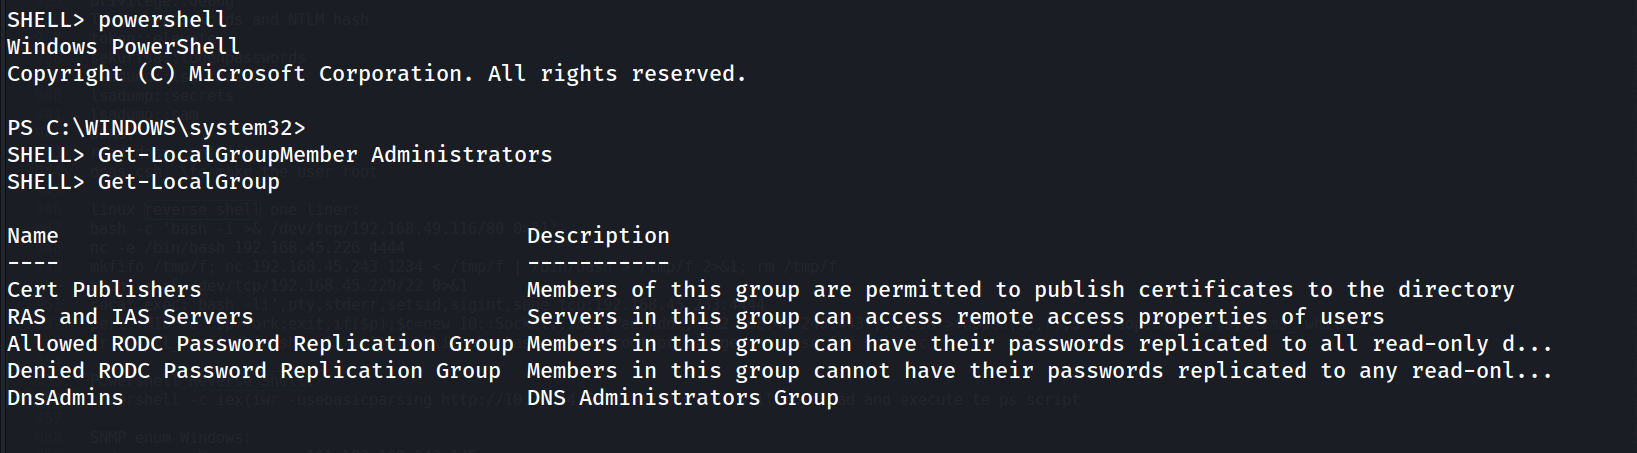 SHELL> powershell
Windows PowerShell
Copyright (C) Microsoft Corporation. All rights reserved.
PS C:\WINDOWS\system32>
SHELL> Get-LocalGroupMember Administrators
SHELL> Get-LocalGroup
Name Description
---- -----------
Cert Publishers Members of this group are permitted to publish certificates to the directory
RAS and IAS Servers Servers in this group can access remote access properties of users
Allowed RODC Password Replication Group Members in this group can have their passwords replicated to all read-only d...
Denied RODC Password Replication Group Members in this group cannot have their passwords replicated to any read-onl...
DnsAdmins DNS Administrators Group
SNMP enum Windows: